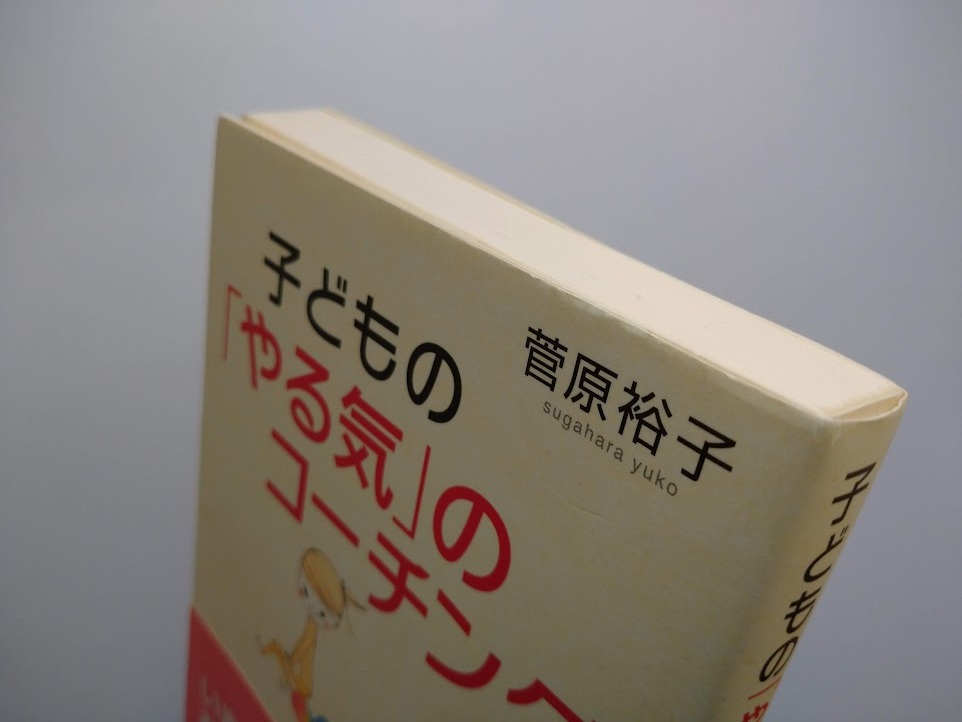 子どもの
「やる気」の
コーチン
菅原裕子
sugahara yuko
子どもの「